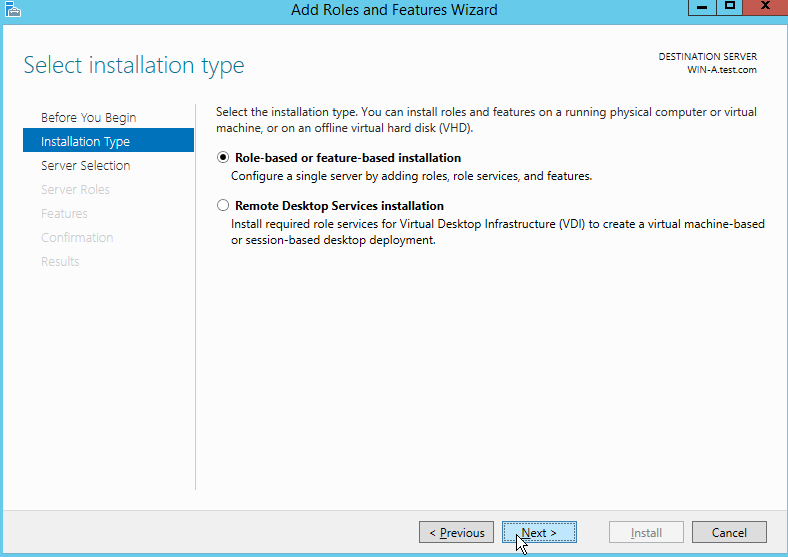 Add Roles and Features Wizard
Select installation type
DESTINATION SERVER
WIN-A.test.com
Before You Begin
Installation Type
Server Selection
Server Roles
Features
Confirmation
Results
Select the installation type. You can install roles and features on a running physical computer or virtual
machine, or on an offline virtual hard disk (VHD).
Role-based or feature-based installation
Configure a single server by adding roles, role services, and features.
Remote Desktop Services installation
Install required role services for Virtual Desktop Infrastructure (VDI) to create a virtual machine-based
or session-based desktop deployment.
< Previous
Next >
Install
Cancel